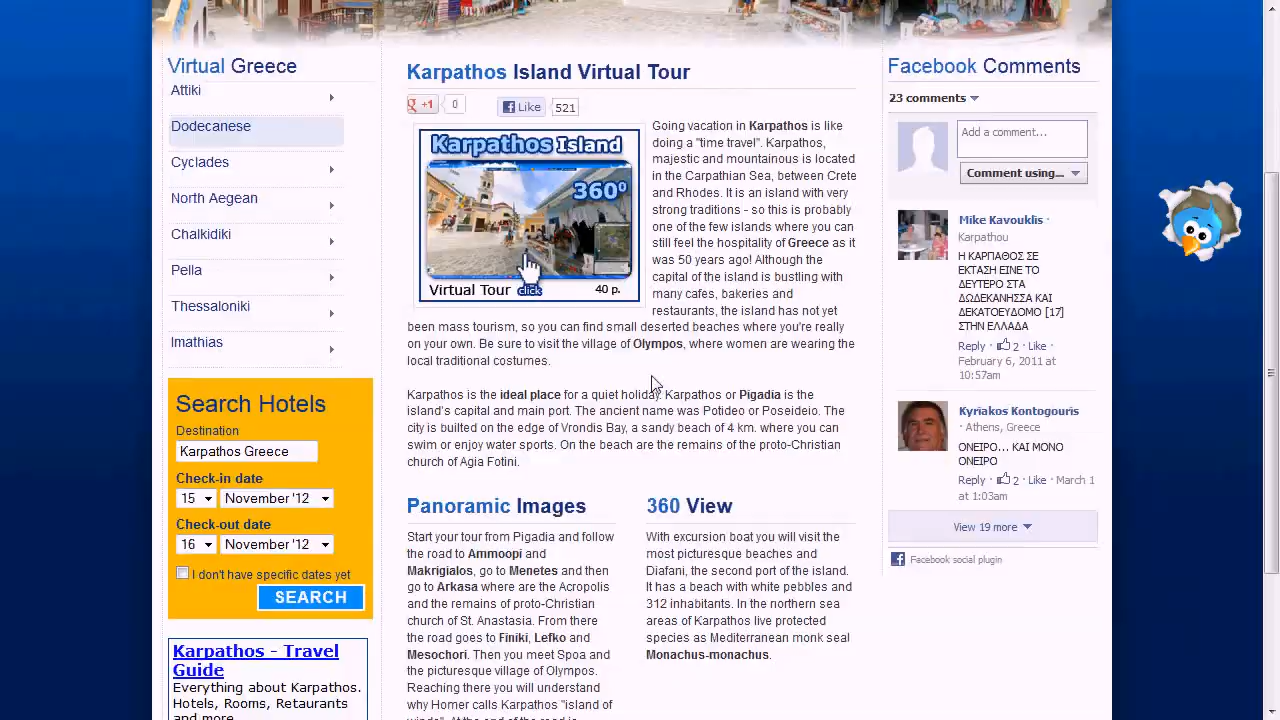 Virtual Greece
Attiki
Dodecanese
Cyclades
North Aegean
Chalkidiki
Pella
Thessaloniki
Imathias
Search Hotels
Destination
Karpathos Greece
Check-in date
15 November '12
Check-out date
16 November '12
I don't have specific dates yet
SEARCH
Karpathos - Travel
Guide
Everything about Karpathos.
Hotels, Rooms, Retaurants
and more
Karpathos Island Virtual Tour
+1 0 Like 521
Karpathos Island
360º
Virtual Tour click 40 p.
Going vacation in Karpathos is like
doing a "time travel". Karpathos,
majestic and mountainous is located
in the Carpathian Sea, between Crete
and Rhodes. It is an island with very
strong traditions - so this is probably
one of the few islands where you can
still feel the hospitality of Greece as it
was 50 years ago! Although the
capital of the island is bustling with
many cafes, bakeries and
restaurants, the island has not yet
been mass tourism, so you can find small deserted beaches where you're really
on your own. Be sure to visit the village of Olympos, where women are wearing the
local traditional costumes.
Karpathos is the ideal place for a quiet holiday. Karpathos or Pigadia is the
island's capital and main port. The ancient name was Potideo or Poseideio. The
city is builted on the edge of Vrondis Bay, a sandy beach of 4 km. where you can
swim or enjoy water sports. On the beach are the remains of the proto-Christian
church of Agia Fotini.
Panoramic Images
Start your tour from Pigadia and follow
the road to Ammoopi and
Makrigialos, go to Menetes and then
go to Arkasa where are the Acropolis
and the remains of proto-Christian
church of St. Anastasia. From there
the road goes to Finiki, Lefko and
Mesochori. Then you meet Spoa and
the picturesque village of Olympos.
Reaching there you will understand
why Homer calls Karpathos "island of
winds". At the end of the road is
360 View
With excursion boat you will visit the
most picturesque beaches and
Diafani, the second port of the island.
It has a beach with white pebbles and
312 inhabitants. In the northern sea
areas of Karpathos live protected
species as Mediterranean monk seal
Monachus-monachus.
Facebook Comments
23 comments
Add a comment...
Comment using...
Mike Kavouklis ·
Karpathou
Η ΚΑΡΠΑΘΟΣ ΣΕ
ΕΚΤΑΣΗ ΕΙΝΕ ΤΟ
ΔΕΥΤΕΡΟ ΣΤΑ
ΔΩΔΕΚΑΝΗΣΣΑ ΚΑΙ
ΔΕΚΑΤΟΕΥΔΟΜΟ [17]
ΣΤΗΝ ΕΛΛΑΔΑ
Reply · 2 · Like ·
February 6, 2011 at
10:57am
Kyriakos Kontogouris
· Athens, Greece
ΟΝΕΙΡΟ... ΚΑΙ ΜΟΝΟ
ΟΝΕΙΡΟ
Reply · 2 · Like · March 1
at 1:03am
View 19 more
Facebook social plugin